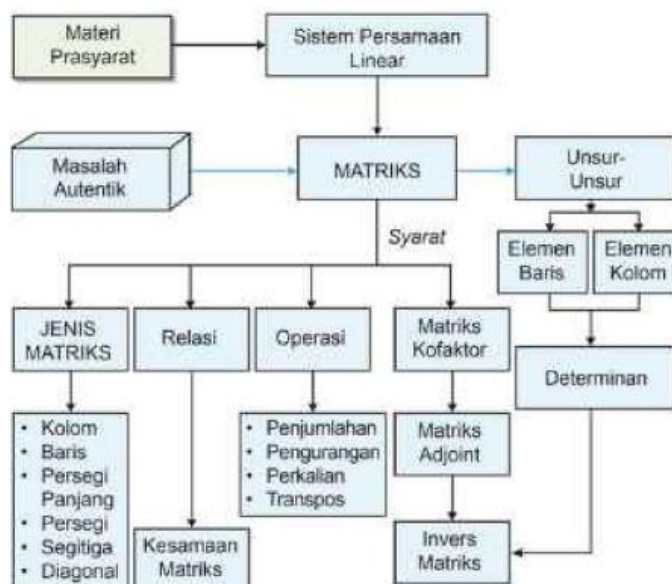 Materi
Prasyarat
Sistem Persamaan
Linear
Masalah
Autentik
MATRIKS
Unsur-
Unsur
Syarat
Elemen
Baris
Elemen
Kolom
JENIS
MATRIKS
Relasi
Operasi
Matriks
Kofaktor
Determinan
• Kolom
• Baris
• Persegi
Panjang
• Persegi
• Segitiga
• Diagonal
Kesamaan
Matriks
• Penjumlahan
• Pengurangan
• Perkalian
• Transpos
Matriks
Adjoint
Invers
Matriks